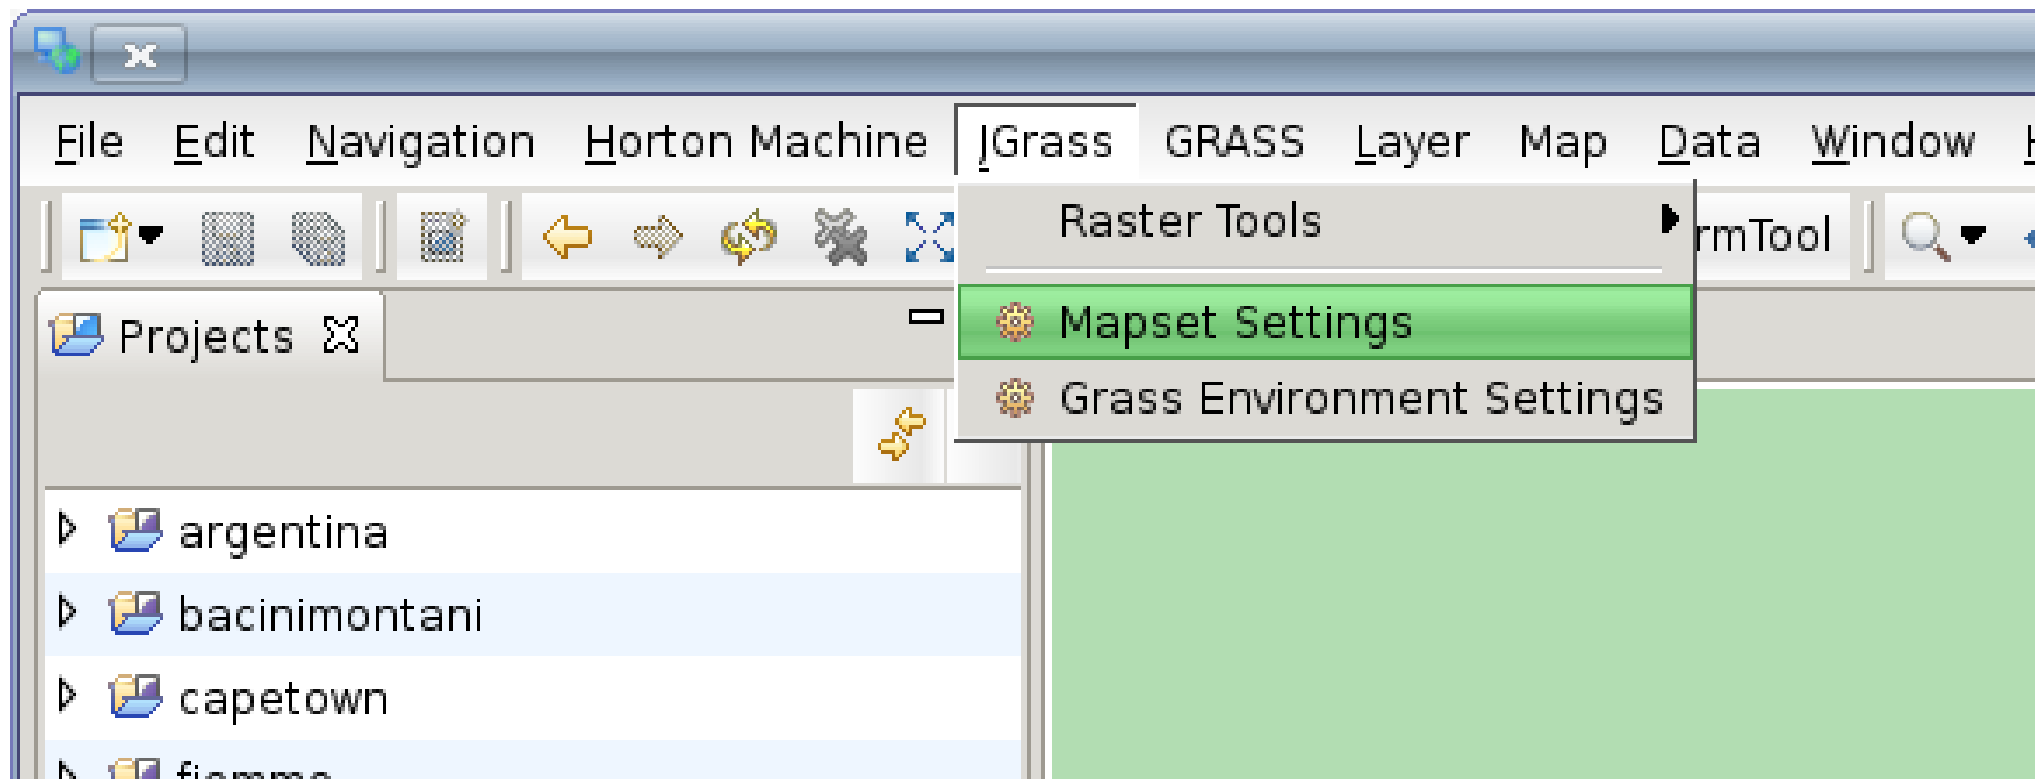 File Edit Navigation Horton Machine JGrass GRASS Layer Map Data Window
Raster Tools
rmTool
Projects
Mapset Settings
Grass Environment Settings
argentina
bacinimontani
capetown